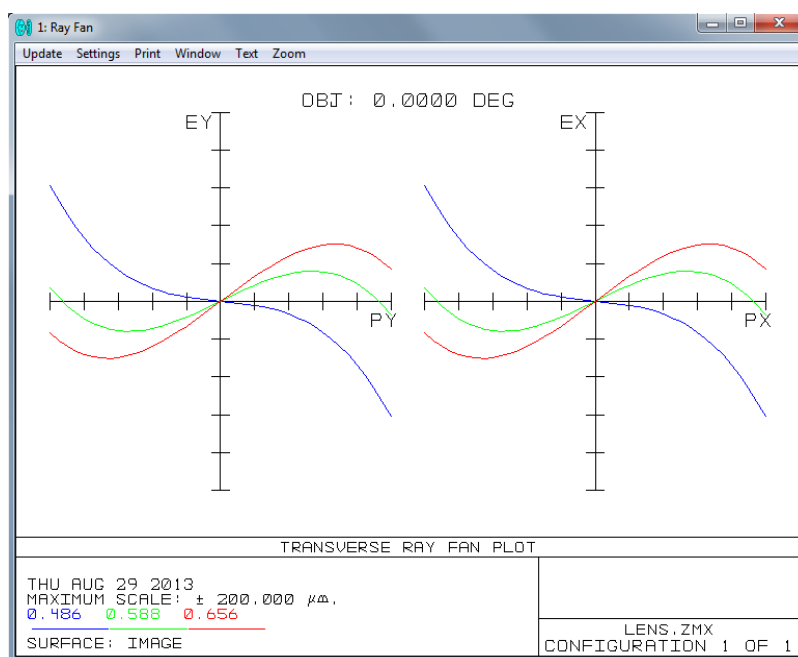 1: Ray Fan
Update Settings Print Window Text Zoom
OBJ: 0.0000 DEG
EY
EX
PY
PX
TRANSVERSE RAY FAN PLOT
THU AUG 29 2013
MAXIMUM SCALE: ± 200.000 µm.
0.486 0.588 0.656
SURFACE: IMAGE
LENS.ZMX
CONFIGURATION 1 OF 1